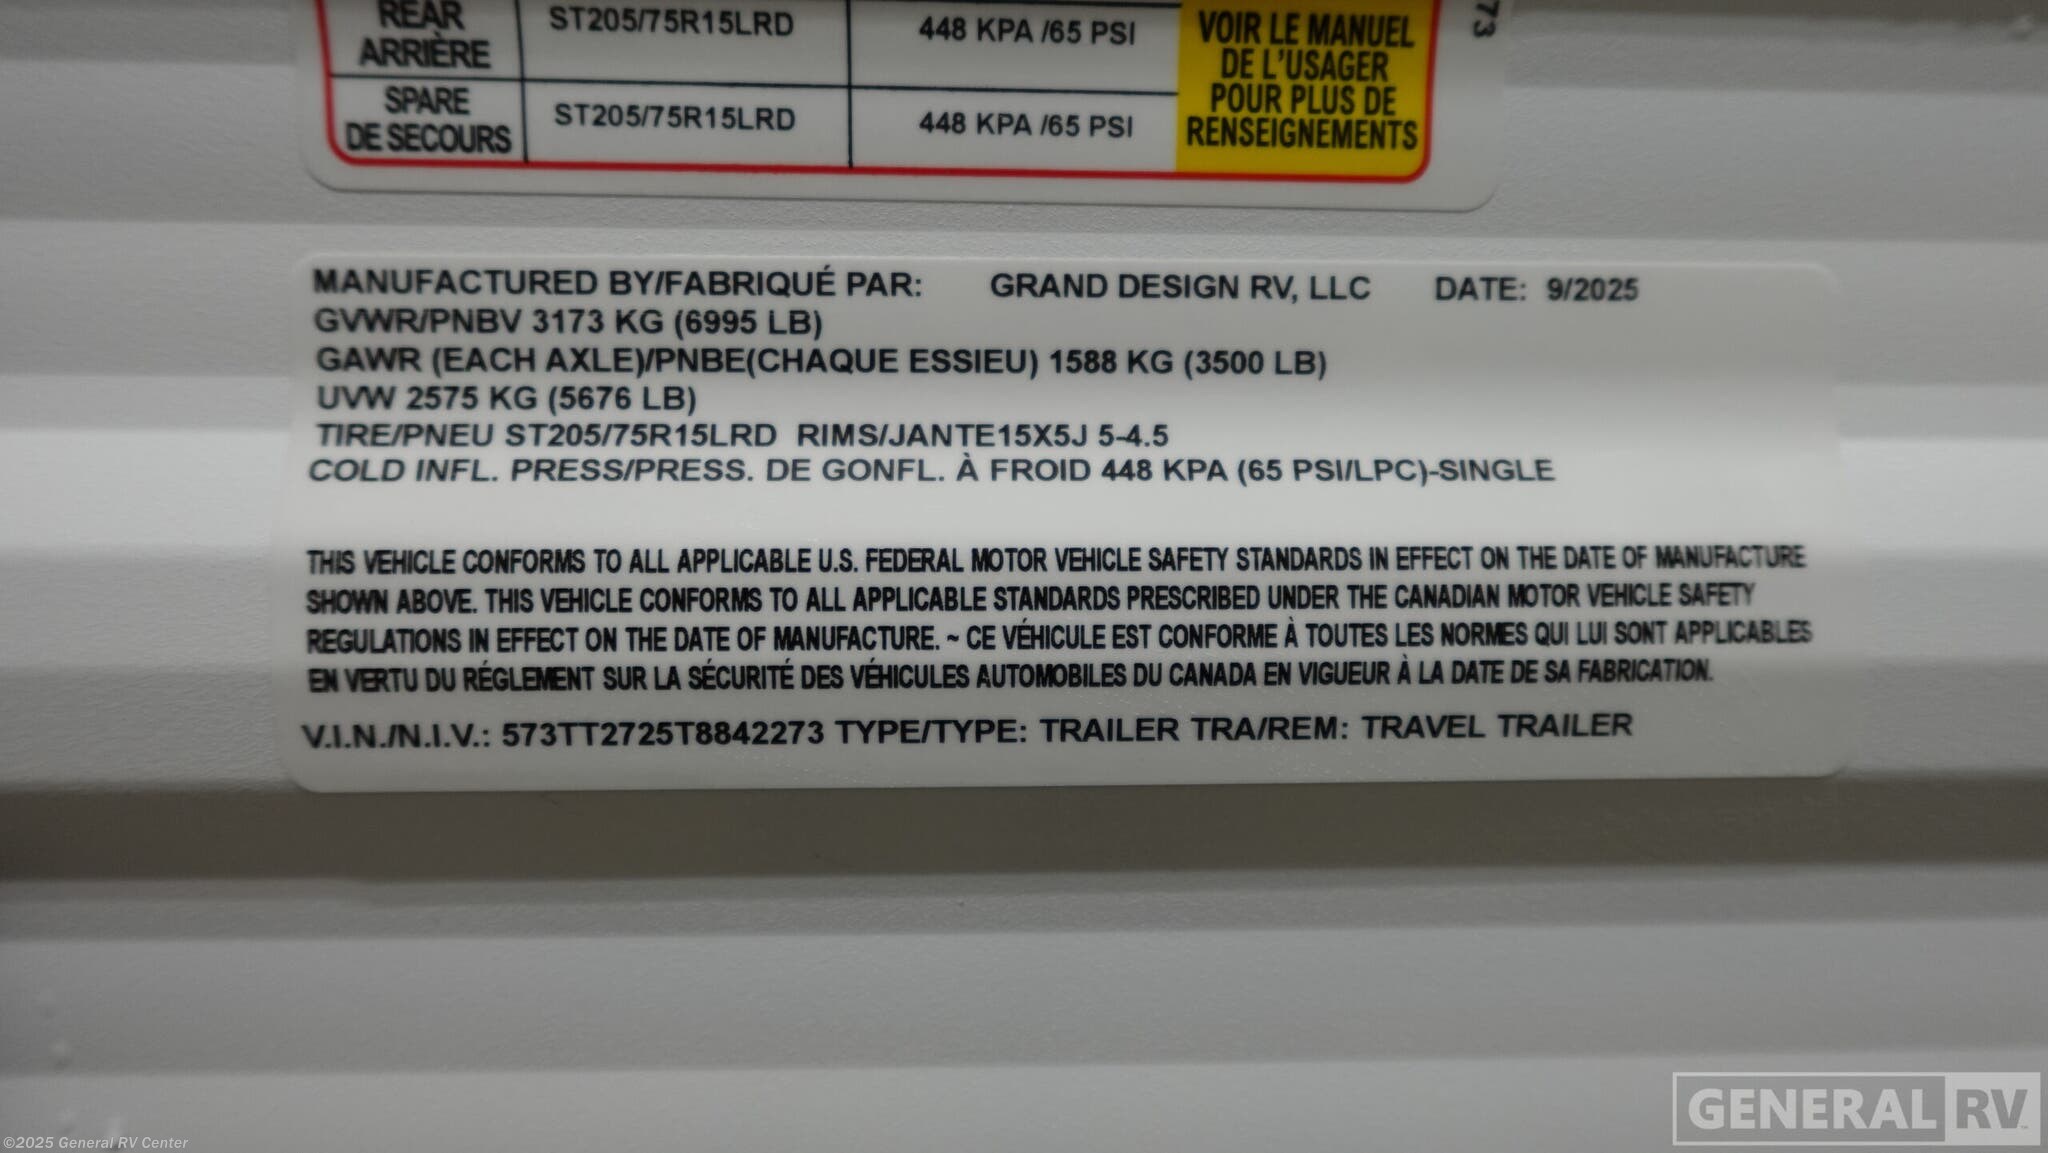 REAR
ARRIÈRE
ST205/75R15LRD
448 KPA /65 PSI
SPARE
DE SECOURS
ST205/75R15LRD
448 KPA /65 PSI
VOIR LE MANUEL
DE L'USAGER
POUR PLUS DE
RENSEIGNEMENTS
73
MANUFACTURED BY/FABRIQUÉ PAR: GRAND DESIGN RV, LLC DATE: 9/2025
GVWR/PNBV 3173 KG (6995 LB)
GAWR (EACH AXLE)/PNBE(CHAQUE ESSIEU) 1588 KG (3500 LB)
UVW 2575 KG (5676 LB)
TIRE/PNEU ST205/75R15LRD RIMS/JANTE15X5J 5-4.5
COLD INFL. PRESS/PRESS. DE GONFL. À FROID 448 KPA (65 PSI/LPC)-SINGLE
THIS VEHICLE CONFORMS TO ALL APPLICABLE U.S. FEDERAL MOTOR VEHICLE SAFETY STANDARDS IN EFFECT ON THE DATE OF MANUFACTURE
SHOWN ABOVE. THIS VEHICLE CONFORMS TO ALL APPLICABLE STANDARDS PRESCRIBED UNDER THE CANADIAN MOTOR VEHICLE SAFETY
REGULATIONS IN EFFECT ON THE DATE OF MANUFACTURE. ~ CE VÉHICULE EST CONFORME À TOUTES LES NORMES QUI LUI SONT APPLICABLES
EN VERTU DU RÉGLEMENT SUR LA SÉCURITÉ DES VÉHICULES AUTOMOBILES DU CANADA EN VIGUEUR À LA DATE DE SA FABRICATION.
V.I.N./N.I.V.: 573TT2725T8842273 TYPE/TYPE: TRAILER TRA/REM: TRAVEL TRAILER
GENERAL RV
©2025 General RV Center